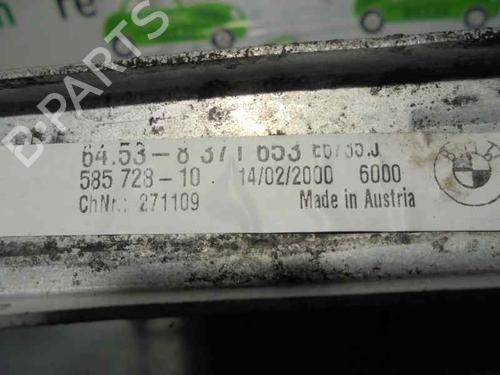 B-PARTS
64.53-8 371 653
585 728-10 14/02/2000 6000
ChNr.: 271109 Made in Austria